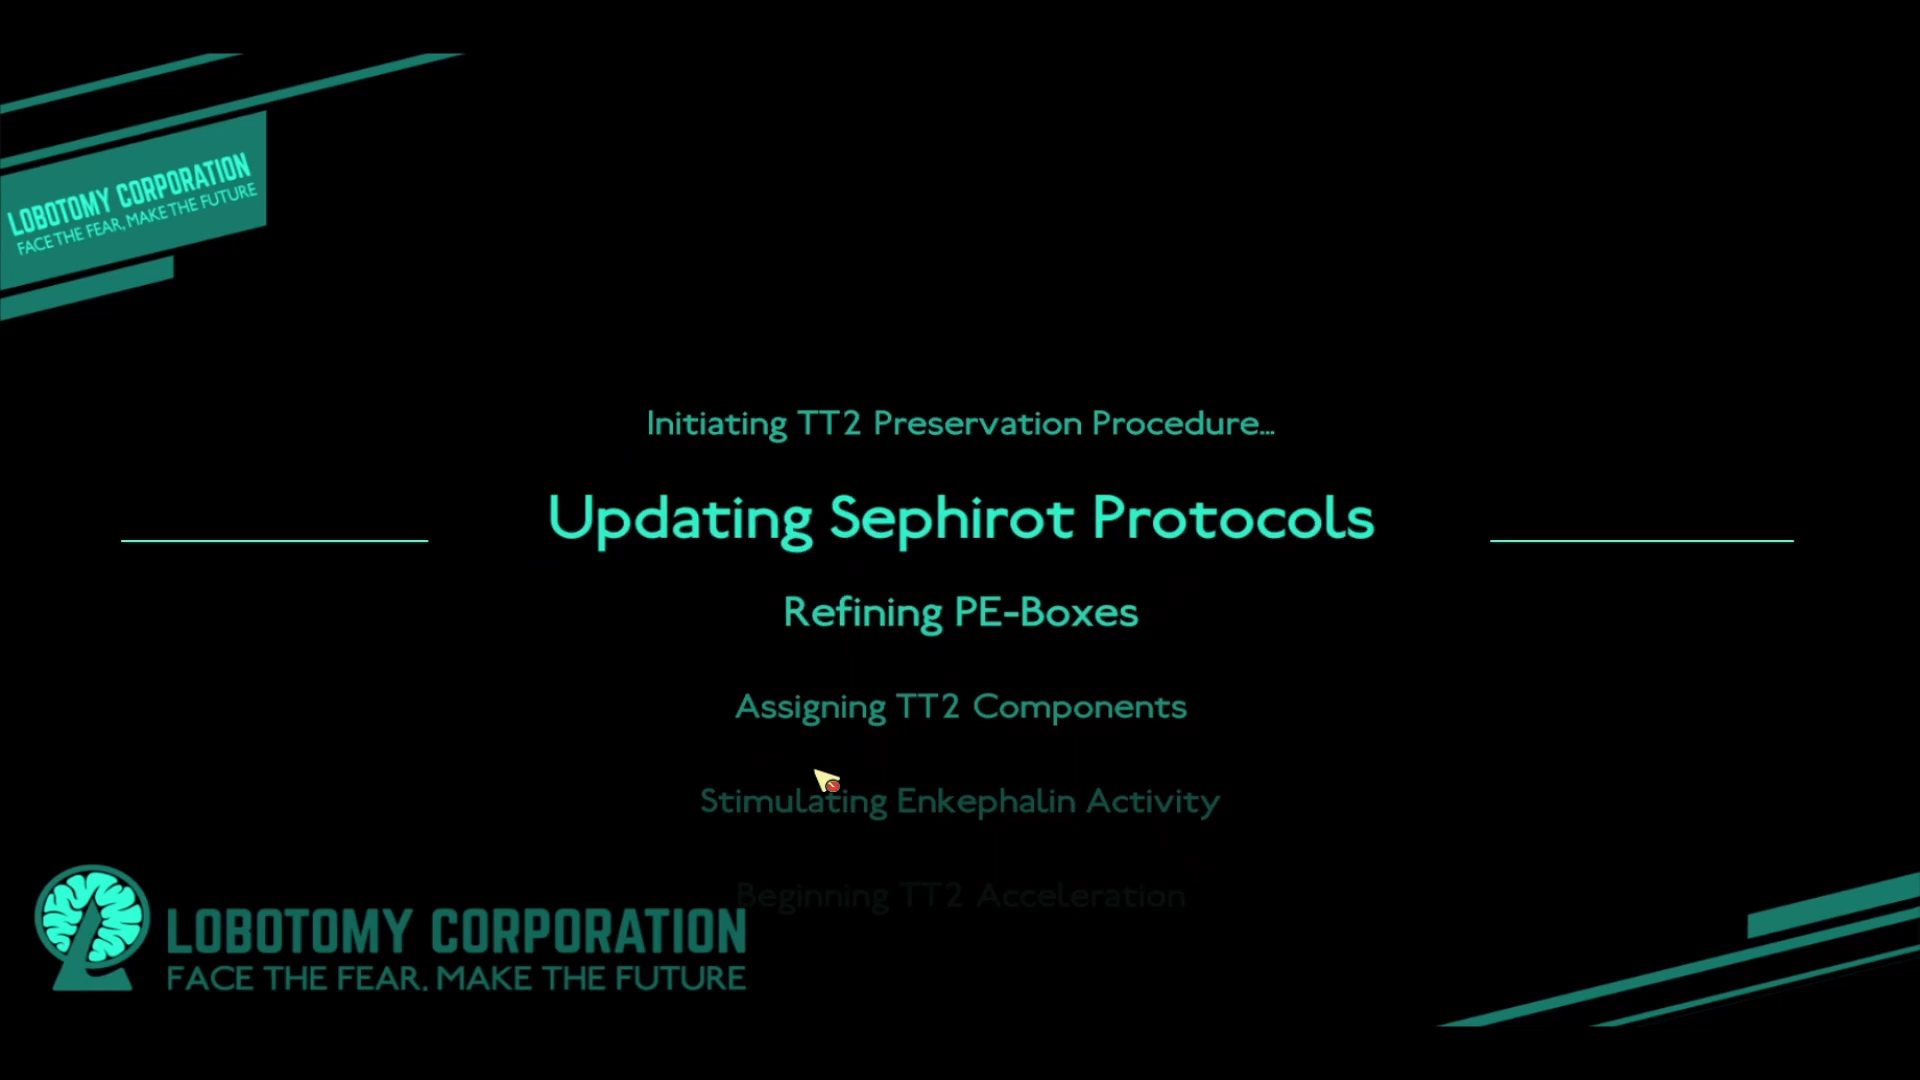 LOBOTOMY CORPORATION
FACE THE FEAR, MAKE THE FUTURE
Initiating TT2 Preservation Procedure...
Updating Sephirot Protocols
Refining PE-Boxes
Assigning TT2 Components
Stimulating Enkephalin Activity
Beginning TT2 Acceleration
LOBOTOMY CORPORATION
FACE THE FEAR. MAKE THE FUTURE